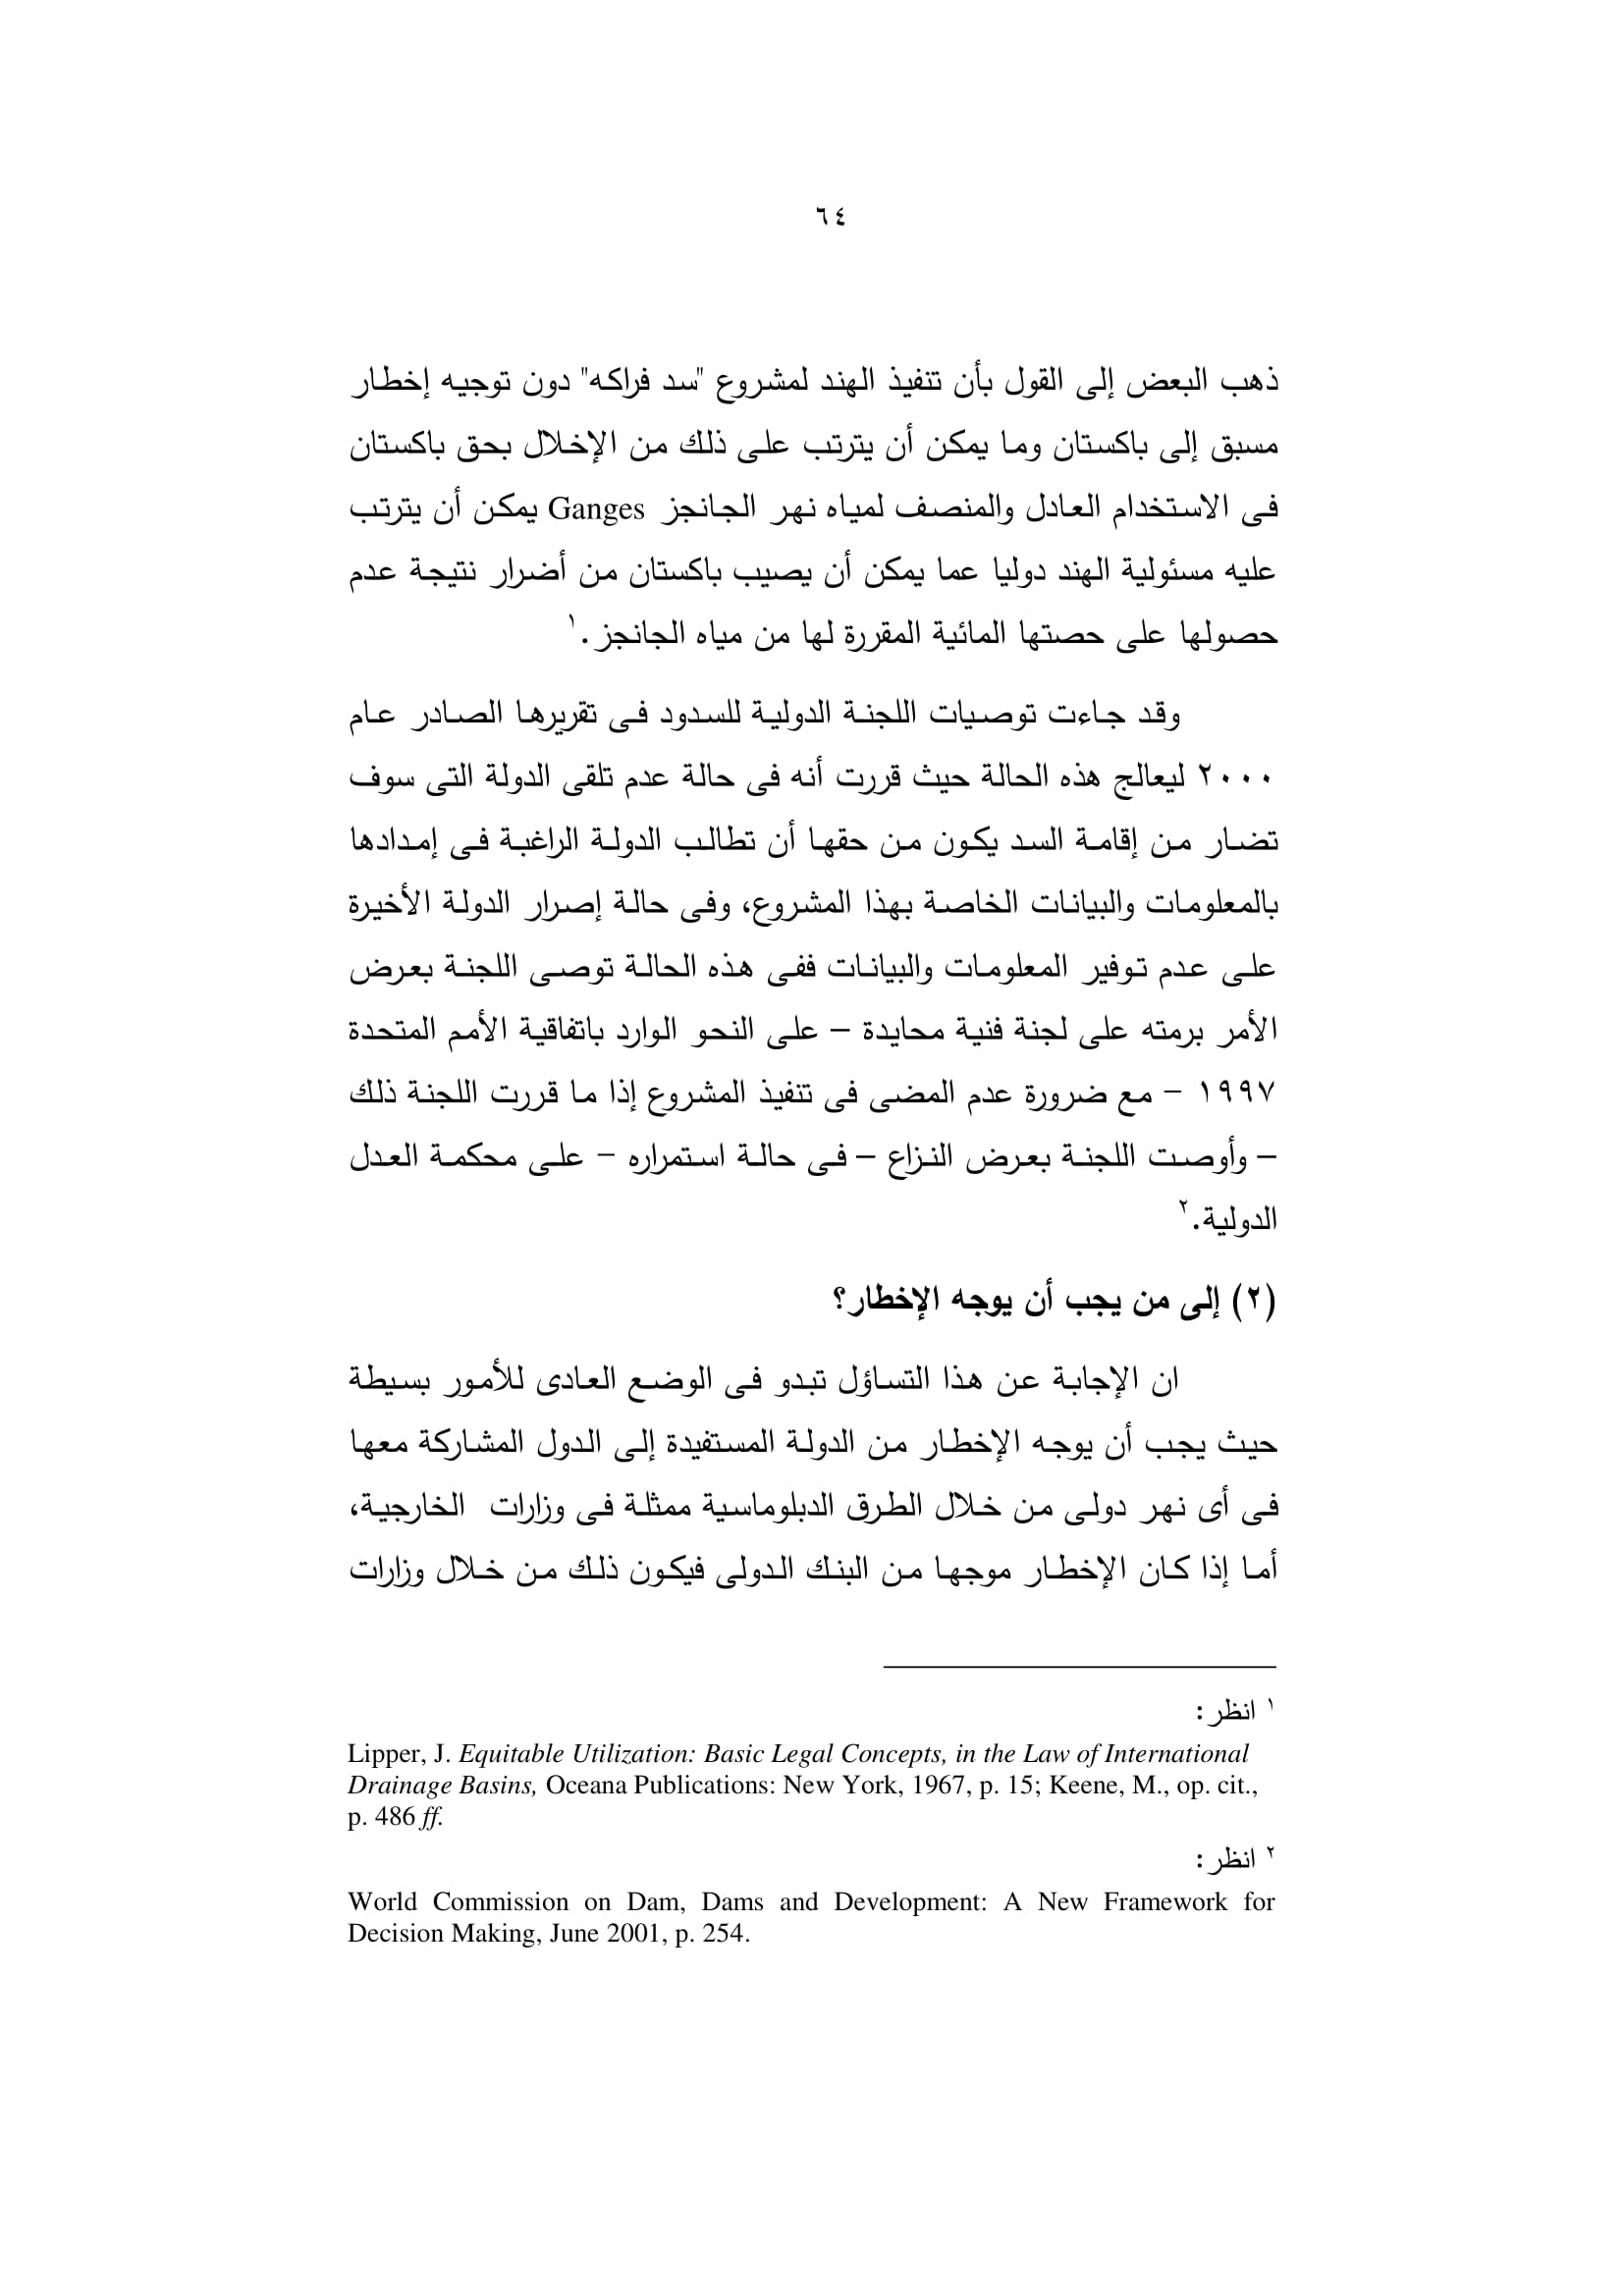 ٦٤
ذهب البعض إلى القول بأن تنفيذ الهند لمشروع "سد فراكه" دون توجيه إخطار
مسبق إلى باكستان وما يمكن أن يترتب على ذلك من الإخلال بحق باكستان
فى الاستخدام العادل والمنصف لمياه نهر الجانجز Ganges يمكن أن يترتب
عليه مسئولية الهند دوليا عما يمكن أن يصيب باكستان من أضرار نتيجة عدم
حصولها على حصتها المائية المقررة لها من مياه الجانجز.١
وقد جاءت توصيات اللجنة الدولية للسدود فى تقريرها الصادر عام
٢٠٠٠ ليعالج هذه الحالة حيث قررت أنه فى حالة عدم تلقى الدولة التى سوف
تضار من إقامة السد يكون من حقها أن تطالب الدولة الراغبة فى إمدادها
بالمعلومات والبيانات الخاصة بهذا المشروع، وفى حالة إصرار الدولة الأخيرة
على عدم توفير المعلومات والبيانات ففى هذه الحالة توصى اللجنة بعرض
الأمر برمته على لجنة فنية محايدة – على النحو الوارد باتفاقية الأمم المتحدة
١٩٩٧ – مع ضرورة عدم المضى فى تنفيذ المشروع إذا ما قررت اللجنة ذلك
– وأوصت اللجنة بعرض النزاع – فى حالة استمراره – على محكمة العدل
الدولية.٢
(٢) إلى من يجب أن يوجه الإخطار؟
ان الإجابة عن هذا التساؤل تبدو فى الوضع العادى للأمور بسيطة
حيث يجب أن يوجه الإخطار من الدولة المستفيدة إلى الدول المشاركة معها
فى أى نهر دولى من خلال الطرق الدبلوماسية ممثلة فى وزارات الخارجية،
أما إذا كان الإخطار موجها من البنك الدولى فيكون ذلك من خلال وزارات
١ انظر:
Lipper, J. Equitable Utilization: Basic Legal Concepts, in the Law of International
Drainage Basins, Oceana Publications: New York, 1967, p. 15; Keene, M., op. cit.,
p. 486 ff.
٢ انظر:
World Commission on Dam, Dams and Development: A New Framework for
Decision Making, June 2001, p. 254.